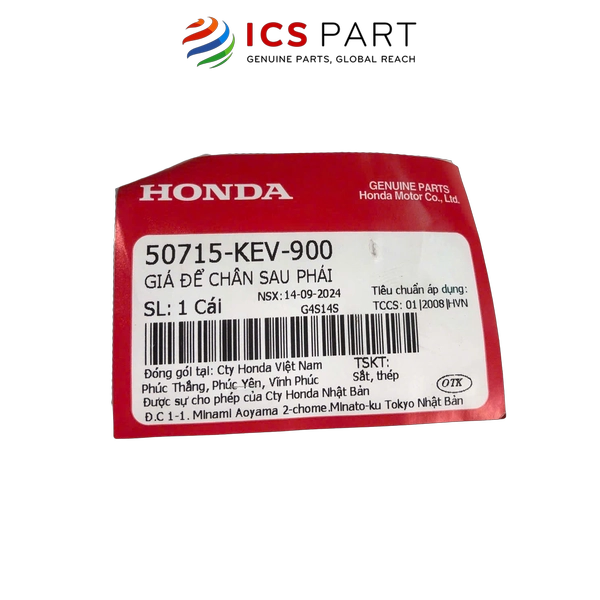 ICS PART
GENUINE PARTS, GLOBAL REACH
HONDA
GENUINE PARTS
Honda Motor Co., Ltd.
50715-KEV-900
GIÁ ĐỂ CHÂN SAU PHẢI
NSX: 14-09-2024
Tiêu chuẩn áp dụng:
SL: 1 Cái
G4S14S
TCCS: 01|2008|HVN
Đóng gói tại: Cty Honda Việt Nam
TSKT:
Phúc Thắng, Phúc Yên, Vĩnh Phúc
Sắt, thép
Được sự cho phép của Cty Honda Nhật Bản
OTK
Đ.C 1-1. Minami Aoyama 2-chome.Minato-ku Tokyo Nhật Bản